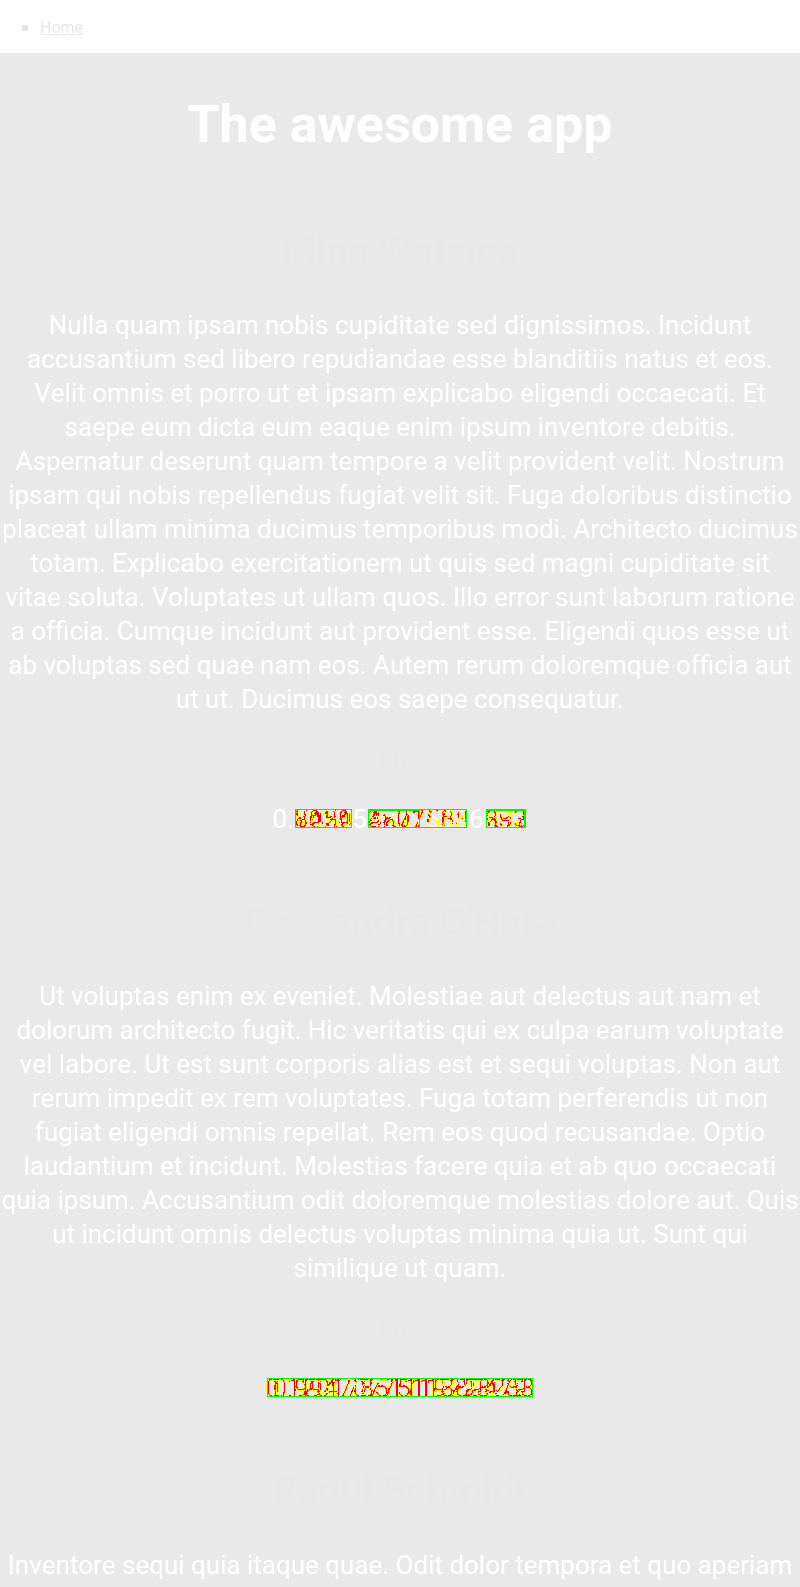 Home
The awesome app
Nulla quam ipsam nobis cupiditate sed dignissimos. Incidunt
accusantium sed libero repudiandae esse blanditiis natus et eos.
Velit omnis et porro ut et ipsam explicabo eligendi occaecati. Et
saepe eum dicta eum eaque enim ipsum inventore debitis.
Aspernatur deserunt quam tempore a velit provident velit. Nostrum
ipsam qui nobis repellendus fugiat velit sit. Fuga doloribus distinctio
placeat ullam minima ducimus temporibus modi. Architecto ducimus
totam. Explicabo exercitationem ut quis sed magni cupiditate sit
vitae soluta. Voluptates ut ullam quos. Illo error sunt laborum ratione
a officia. Cumque incidunt aut provident esse. Eligendi quos esse ut
ab voluptas sed quae nam eos. Autem rerum doloremque officia aut
ut ut. Ducimus eos saepe consequatur.
Ut voluptas enim ex eveniet. Molestiae aut delectus aut nam et
dolorum architecto fugit. Hic veritatis qui ex culpa earum voluptate
vel labore. Ut est sunt corporis alias est et sequi voluptas. Non aut
rerum impedit ex rem voluptates. Fuga totam perferendis ut non
fugiat eligendi omnis repellat. Rem eos quod recusandae. Optio
laudantium et incidunt. Molestias facere quia et ab quo occaecati
quia ipsum. Accusantium odit doloremque molestias dolore aut. Quis
ut incidunt omnis delectus voluptas minima quia ut. Sunt qui
similique ut quam.
Inventore sequi quia itaque quae. Odit dolor tempora et quo aperiam